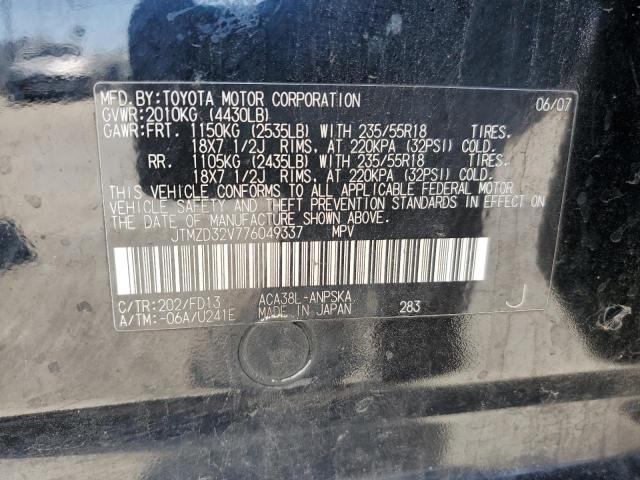 MFD.BY:TOYOTA MOTOR CORPORATION 06/07
GVWR:2010KG (4430LB)
GAWR:FRT. 1150KG (2535LB) WITH 235/55R18 TIRES.
18X7 1/2J RIMS, AT 220KPA (32PSI) COLD.
RR. 1105KG (2435LB) WITH 235/55R18 TIRES,
18X7 1/2J RIMS, AT 220KPA (32PSI) COLD.
THIS VEHICLE CONFORMS TO ALL APPLICABLE FEDERAL MOTOR
VEHICLE SAFETY AND THEFT PREVENTION STANDARDS IN EFFECT ON
THE DATE OF MANUFACTURE SHOWN ABOVE.
JTMZD32V776049337 MPV
C/TR:202/FD13 ACA38L-ANPSKA
A/TM:-06A/U241E MADE IN JAPAN 283 J